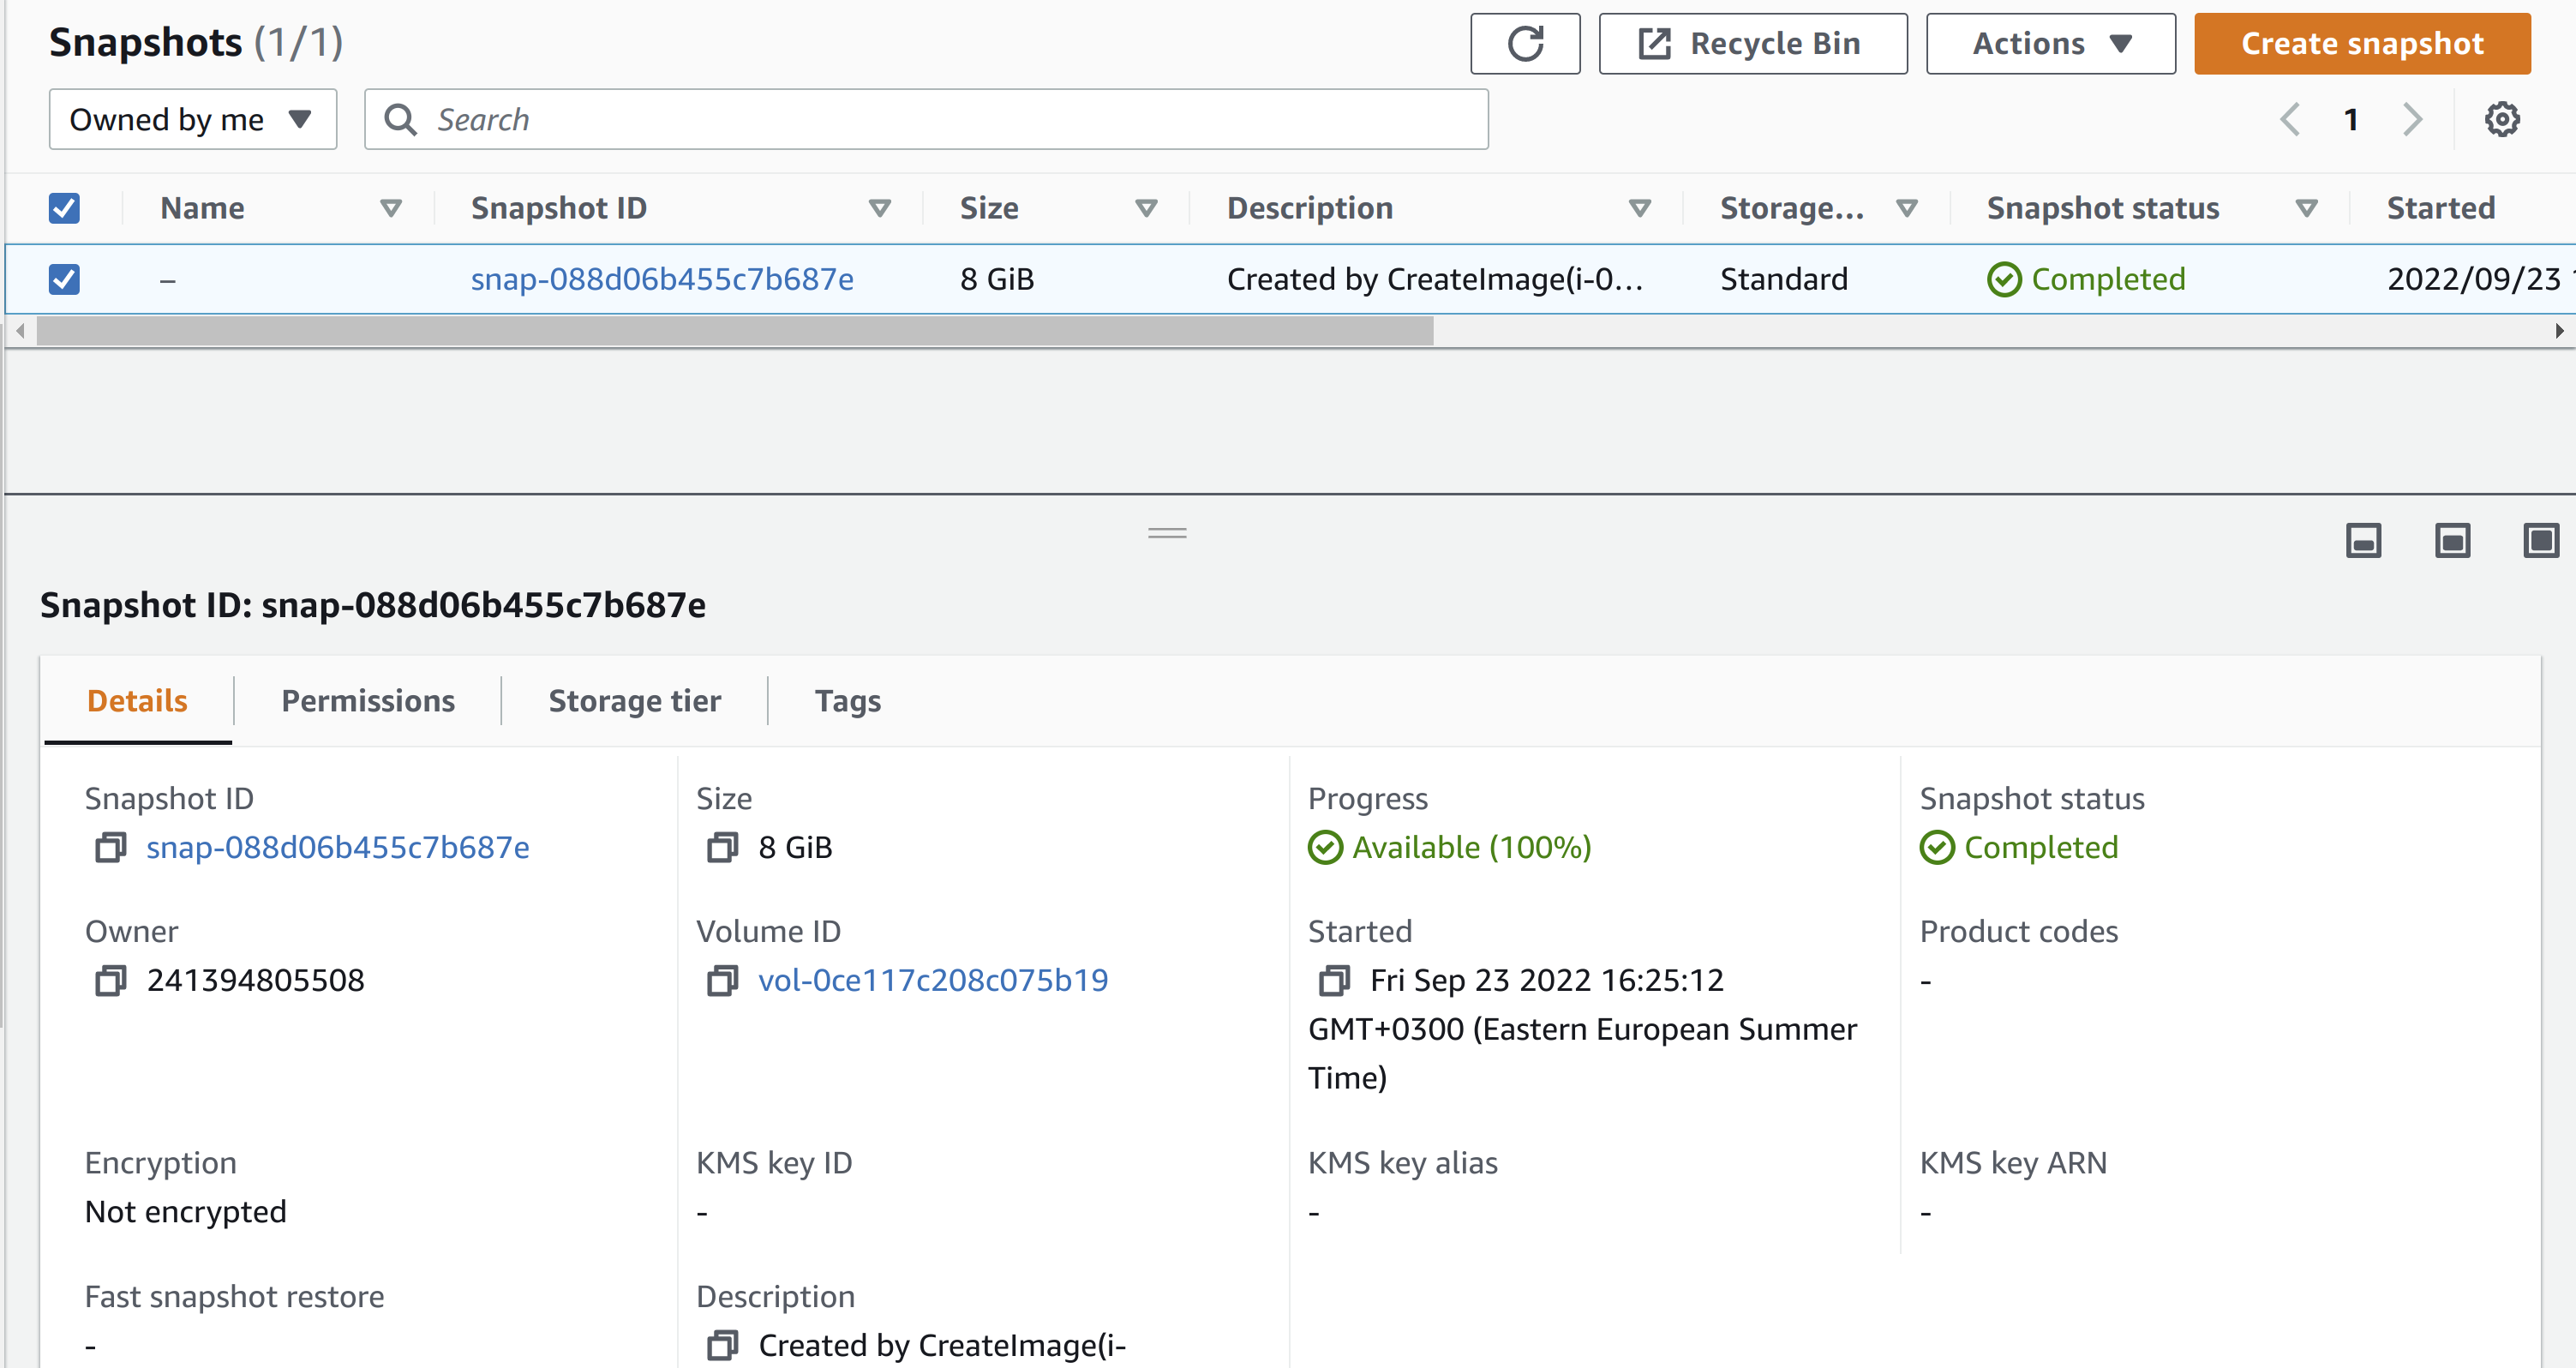 Snapshots (1/1)
Recycle Bin
Actions
Create snapshot
Owned by me
Search
1
Name
Snapshot ID
Size
Description
Storage...
Snapshot status
Started
–
snap-088d06b455c7b687e
8 GiB
Created by CreateImage(i-0...
Standard
Completed
2022/09/23
Snapshot ID: snap-088d06b455c7b687e
Details
Permissions
Storage tier
Tags
Snapshot ID
snap-088d06b455c7b687e
Size
8 GiB
Progress
Available (100%)
Snapshot status
Completed
Owner
241394805508
Volume ID
vol-0ce117c208c075b19
Started
Fri Sep 23 2022 16:25:12
GMT+0300 (Eastern European Summer
Time)
Product codes
-
Encryption
Not encrypted
KMS key ID
-
KMS key alias
-
KMS key ARN
-
Fast snapshot restore
-
Description
Created by CreateImage(i-